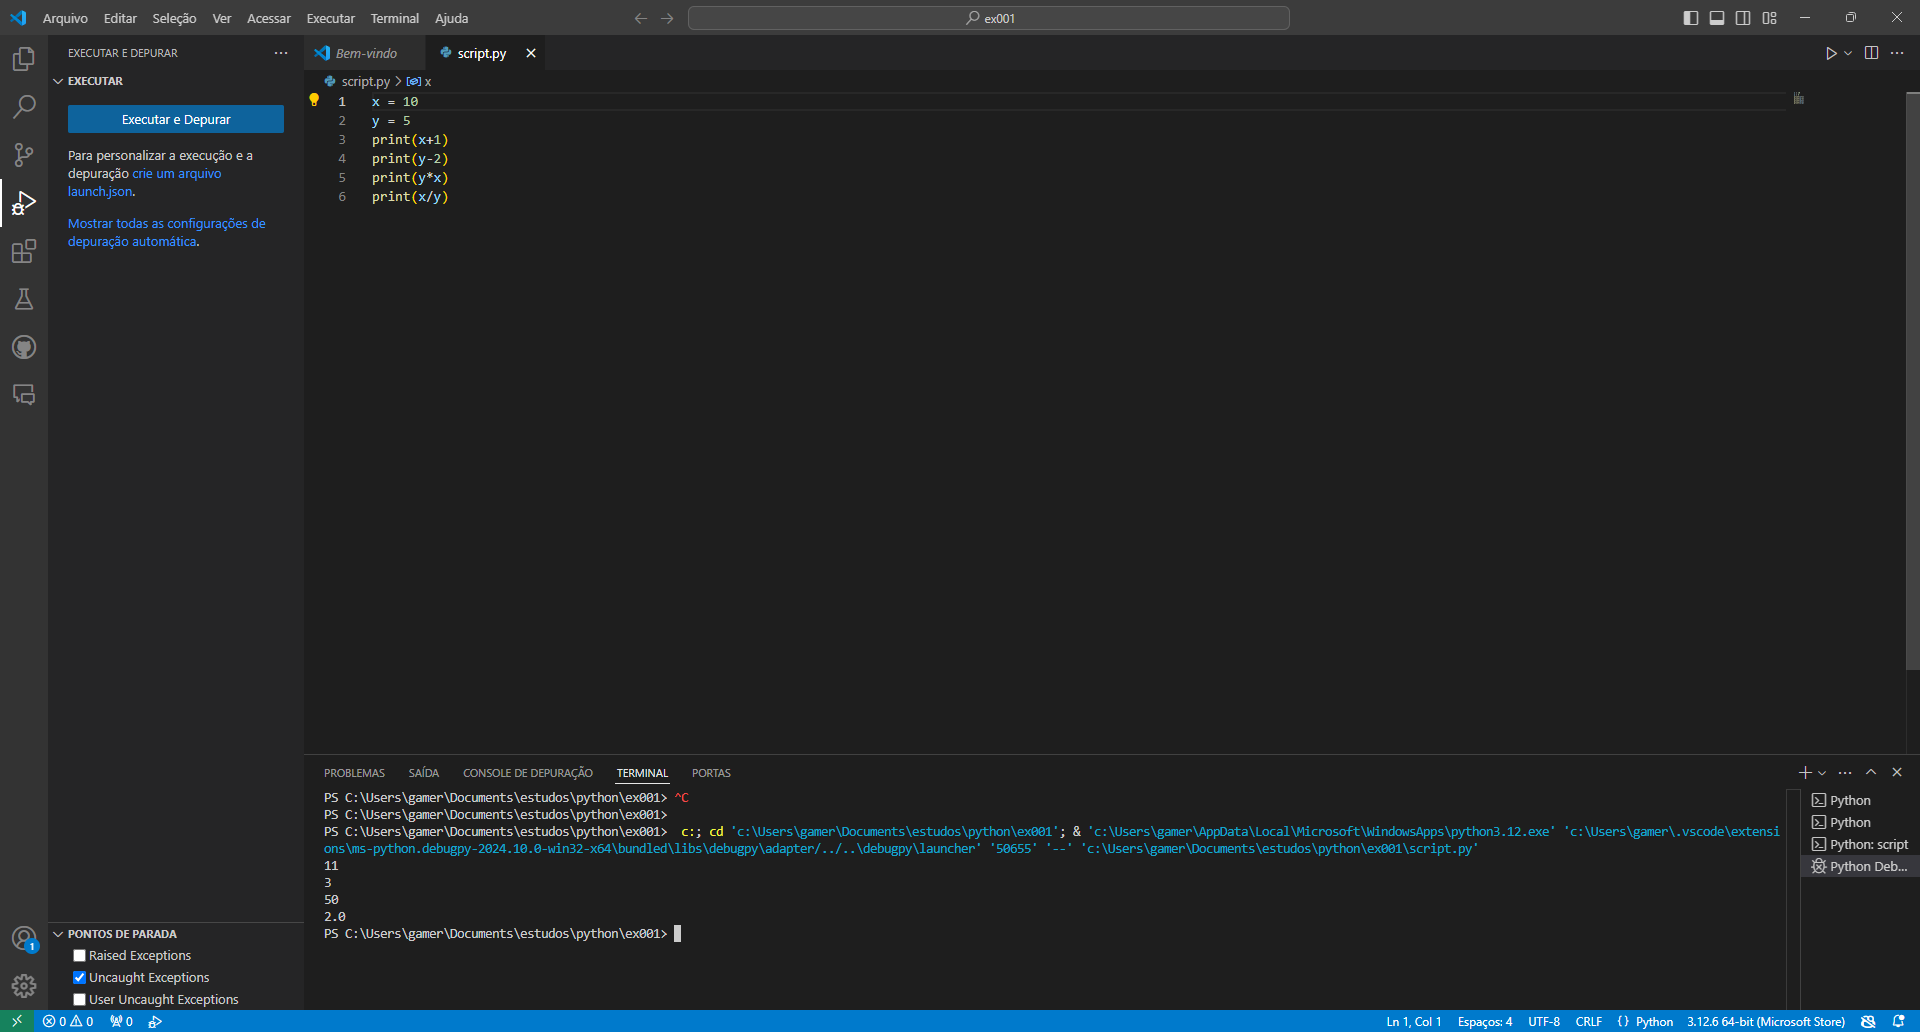 Arquivo Editar Seleção Ver Acessar Executar Terminal Ajuda
ex001
EXECUTAR E DEPURAR
EXECUTAR
Executar e Depurar
Para personalizar a execução e a
depuração crie um arquivo
launch.json.
Mostrar todas as configurações de
depuração automática.
PONTOS DE PARADA
Raised Exceptions
Uncaught Exceptions
User Uncaught Exceptions
Bem-vindo
script.py
script.py > x
1 x = 10
2 y = 5
3 print(x+1)
4 print(y-2)
5 print(y*x)
6 print(x/y)
PROBLEMAS SAÍDA CONSOLE DE DEPURAÇÃO TERMINAL PORTAS
PS C:\Users\gamer\Documents\estudos\python\ex001> ^C
PS C:\Users\gamer\Documents\estudos\python\ex001>
PS C:\Users\gamer\Documents\estudos\python\ex001>  c:; cd 'c:\Users\gamer\Documents\estudos\python\ex001'; & 'c:\Users\gamer\AppData\Local\Microsoft\WindowsApps\python3.12.exe' 'c:\Users\gamer\.vscode\extensi
ons\ms-python.debugpy-2024.10.0-win32-x64\bundled\libs\debugpy\adapter/../..\debugpy\launcher' '50655' '--' 'c:\Users\gamer\Documents\estudos\python\ex001\script.py'
11
3
50
2.0
PS C:\Users\gamer\Documents\estudos\python\ex001>
Python
Python
Python: script
Python Deb...
1
0 0 0
Ln 1, Col 1 Espaços: 4 UTF-8 CRLF {} Python 3.12.6 64-bit (Microsoft Store)